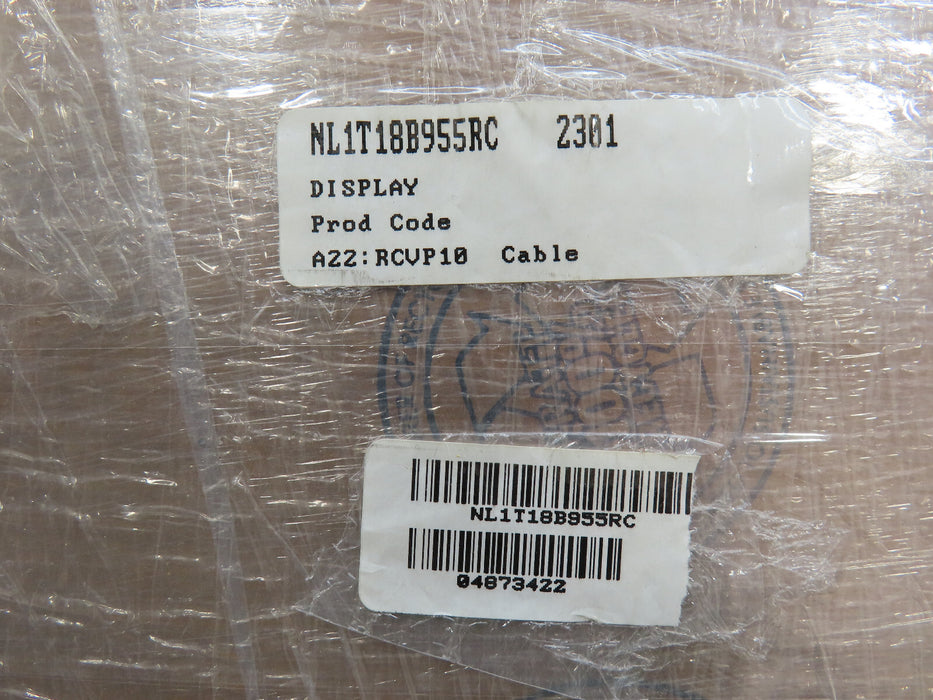 NL1T18B955RC 2301
DISPLAY
Prod Code
A22:RCVP10 Cable
NL1T18B955RC
04873422